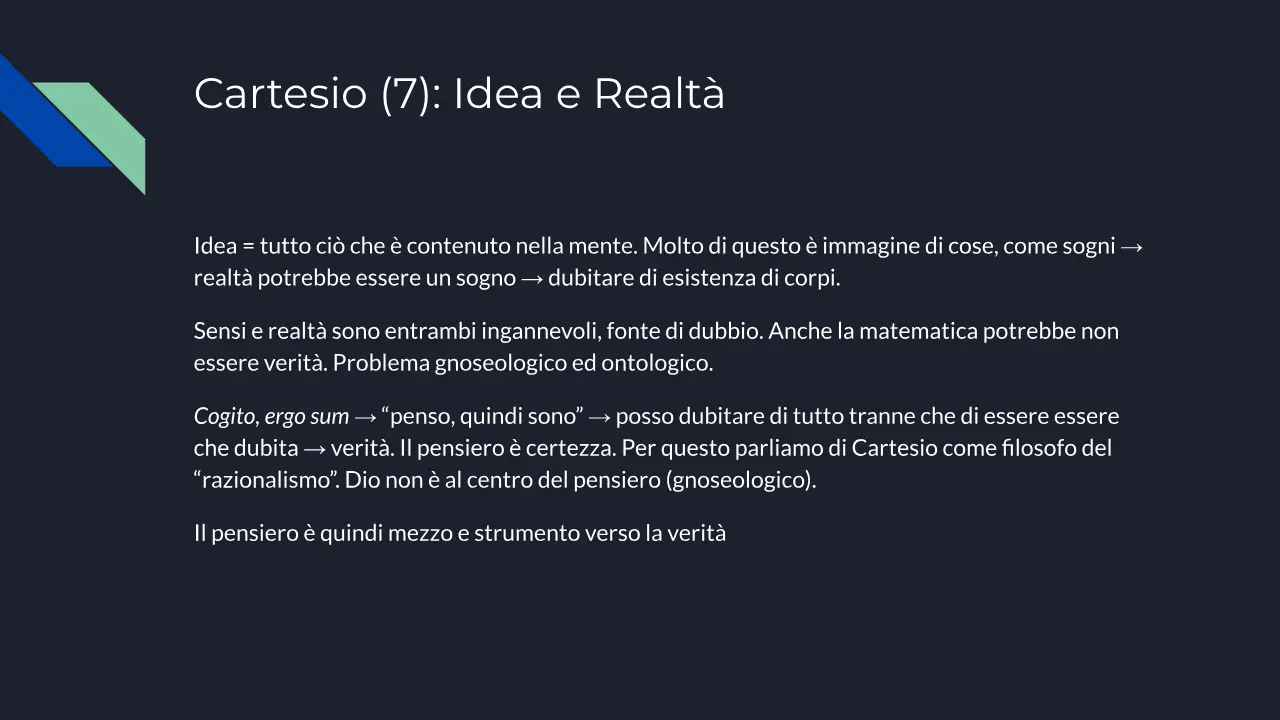 Cartesio (7): Idea e Realtà
Idea = tutto ciò che è contenuto nella mente. Molto di questo è immagine di cose, come sogni →
realtà potrebbe essere un sogno → dubitare di esistenza di corpi.
Sensi e realtà sono entrambi ingannevoli, fonte di dubbio. Anche la matematica potrebbe non
essere verità. Problema gnoseologico ed ontologico.
Cogito, ergo sum → “penso, quindi sono” → posso dubitare di tutto tranne che di essere essere
che dubita → verità. Il pensiero è certezza. Per questo parliamo di Cartesio come filosofo del
“razionalismo”. Dio non è al centro del pensiero (gnoseologico).
Il pensiero è quindi mezzo e strumento verso la verità